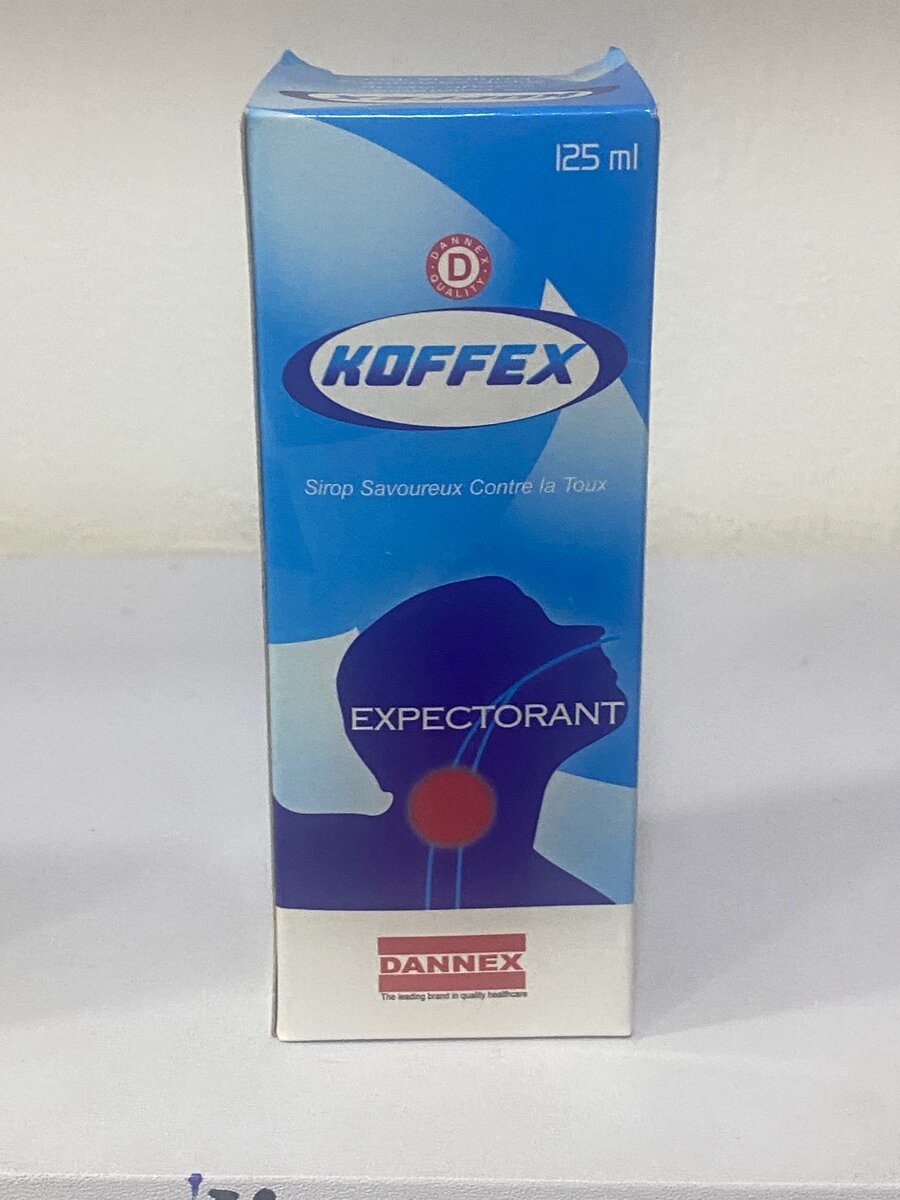 125 ml
DANNEX
D
QUALITY
KOFFEX
Sirop Savoureux Contre la Toux
EXPECTORANT
DANNEX
The leading brand in quality healthcare